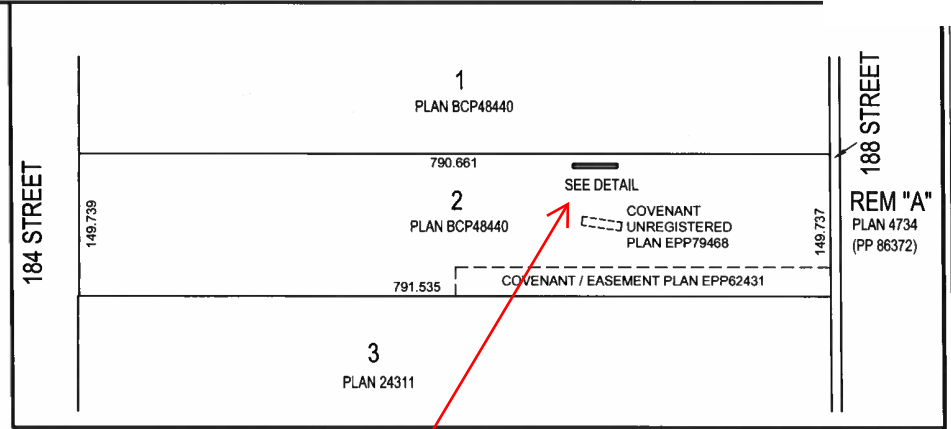 1
PLAN BCP48440
188 STREET
184 STREET
790.661
SEE DETAIL
149.739
2
PLAN BCP48440
COVENANT
UNREGISTERED
PLAN EPP79468
149.737
REM "A"
PLAN 4734
(PP 86372)
791.535
COVENANT / EASEMENT PLAN EPP62431
3
PLAN 24311